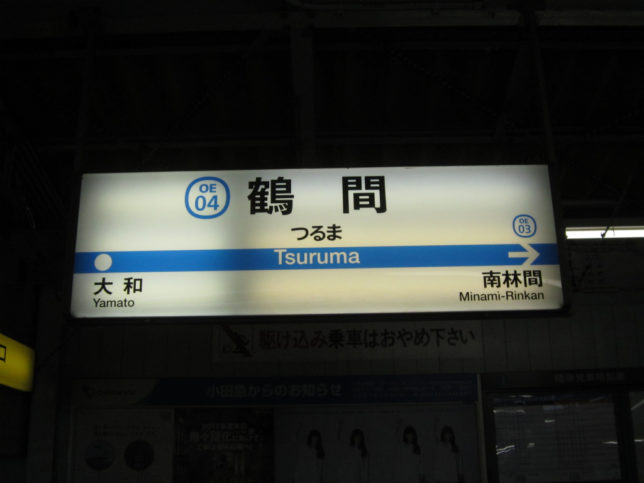 OE
04
鶴間
つるま
OE
03
Tsuruma
大和
Yamato
南林間
Minami-Rinkan
駆け込み乗車はおやめ下さい
小田急からのお知らせ